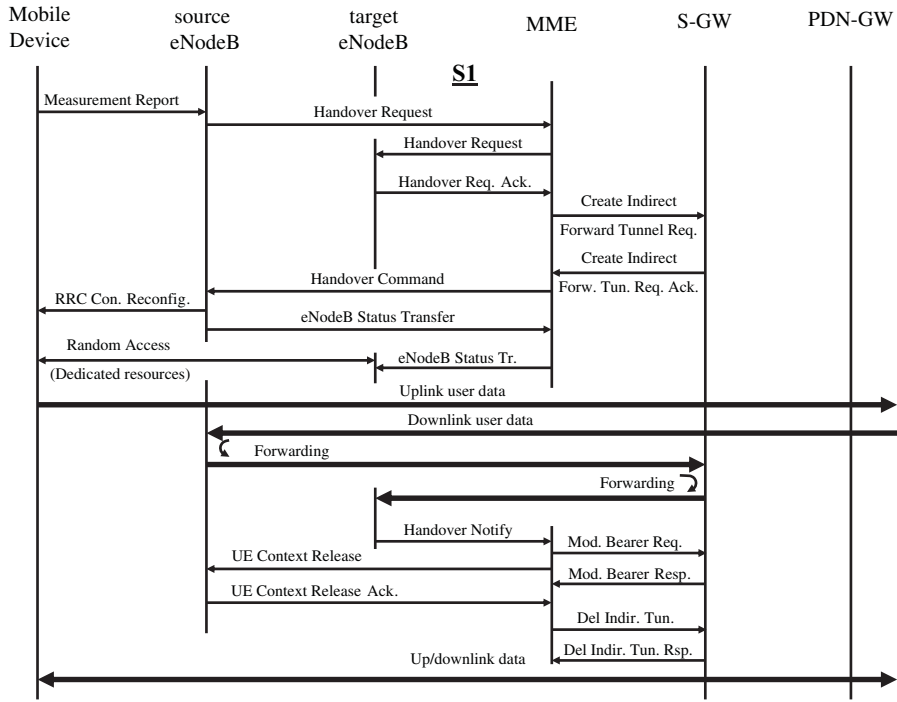 Mobile Device
source eNodeB
target eNodeB
MME
S-GW
PDN-GW
S1
Measurement Report
Handover Request
Handover Request
Handover Req. Ack.
Create Indirect
Forward Tunnel Req.
Create Indirect
Forw. Tun. Req. Ack.
Handover Command
RRC Con. Reconfig.
eNodeB Status Transfer
Random Access
(Dedicated resources)
eNodeB Status Tr.
Uplink user data
Downlink user data
Forwarding
Forwarding
Handover Notify
Mod. Bearer Req.
UE Context Release
Mod. Bearer Resp.
UE Context Release Ack.
Del Indir. Tun.
Del Indir. Tun. Rsp.
Up/downlink data